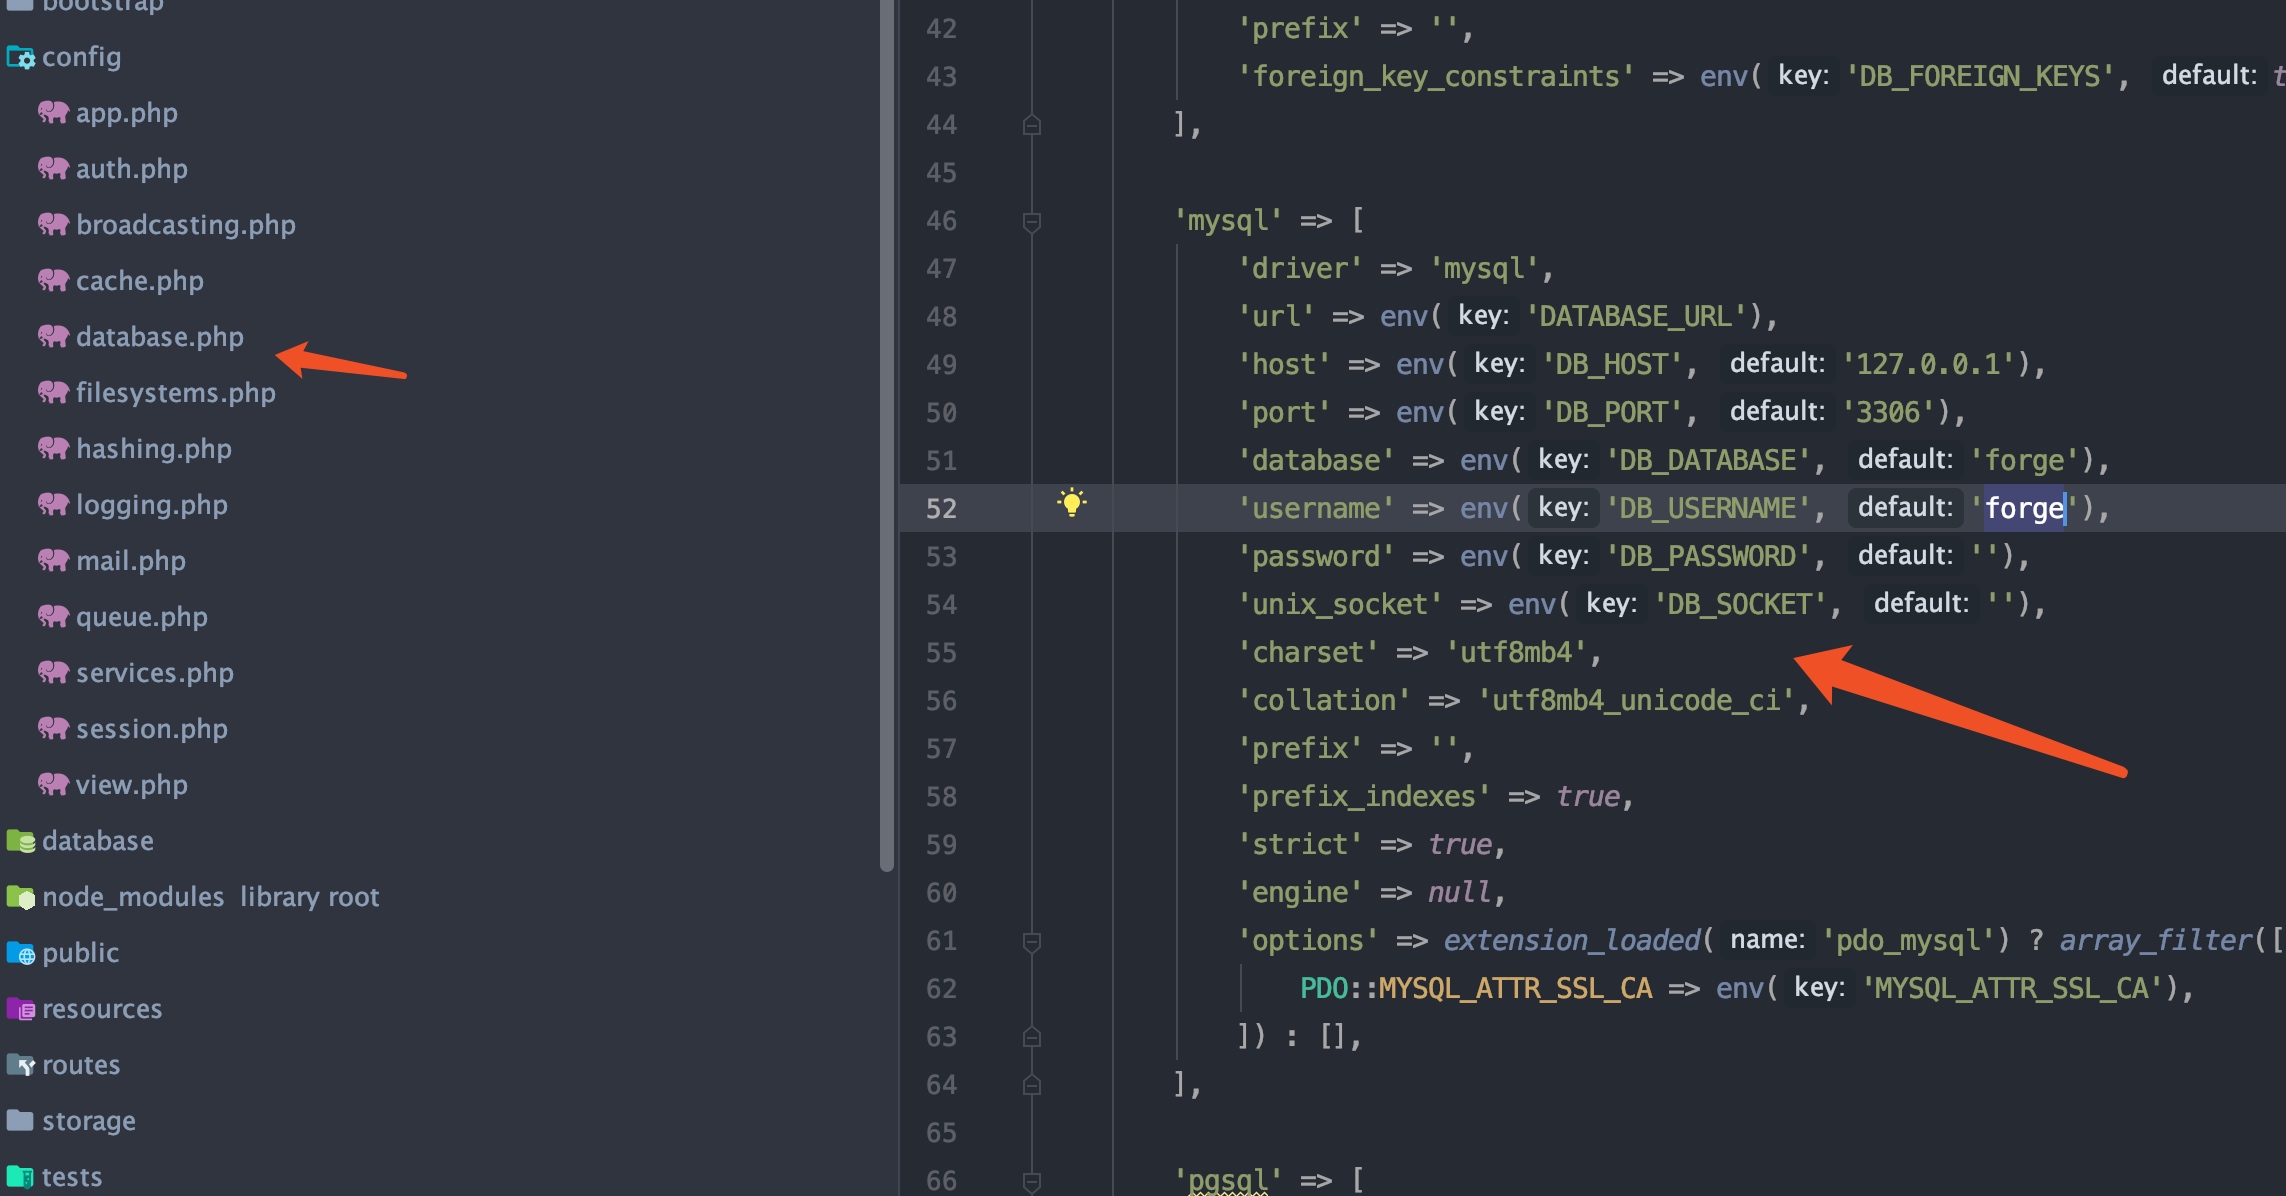 bootstrap
config
app.php
auth.php
broadcasting.php
cache.php
database.php
filesystems.php
hashing.php
logging.php
mail.php
queue.php
services.php
session.php
view.php
database
node_modules library root
public
resources
routes
storage
tests
42 'prefix' => '',
43 'foreign_key_constraints' => env( key: 'DB_FOREIGN_KEYS', default: t
44 ],
45
46 'mysql' => [
47 'driver' => 'mysql',
48 'url' => env( key: 'DATABASE_URL'),
49 'host' => env( key: 'DB_HOST', default: '127.0.0.1'),
50 'port' => env( key: 'DB_PORT', default: '3306'),
51 'database' => env( key: 'DB_DATABASE', default: 'forge'),
52 'username' => env( key: 'DB_USERNAME', default: 'forge'),
53 'password' => env( key: 'DB_PASSWORD', default: ''),
54 'unix_socket' => env( key: 'DB_SOCKET', default: ''),
55 'charset' => 'utf8mb4',
56 'collation' => 'utf8mb4_unicode_ci',
57 'prefix' => '',
58 'prefix_indexes' => true,
59 'strict' => true,
60 'engine' => null,
61 'options' => extension_loaded( name: 'pdo_mysql') ? array_filter([
62 PDO::MYSQL_ATTR_SSL_CA => env( key: 'MYSQL_ATTR_SSL_CA'),
63 ]) : [],
64 ],
65
66 'pgsql' => [